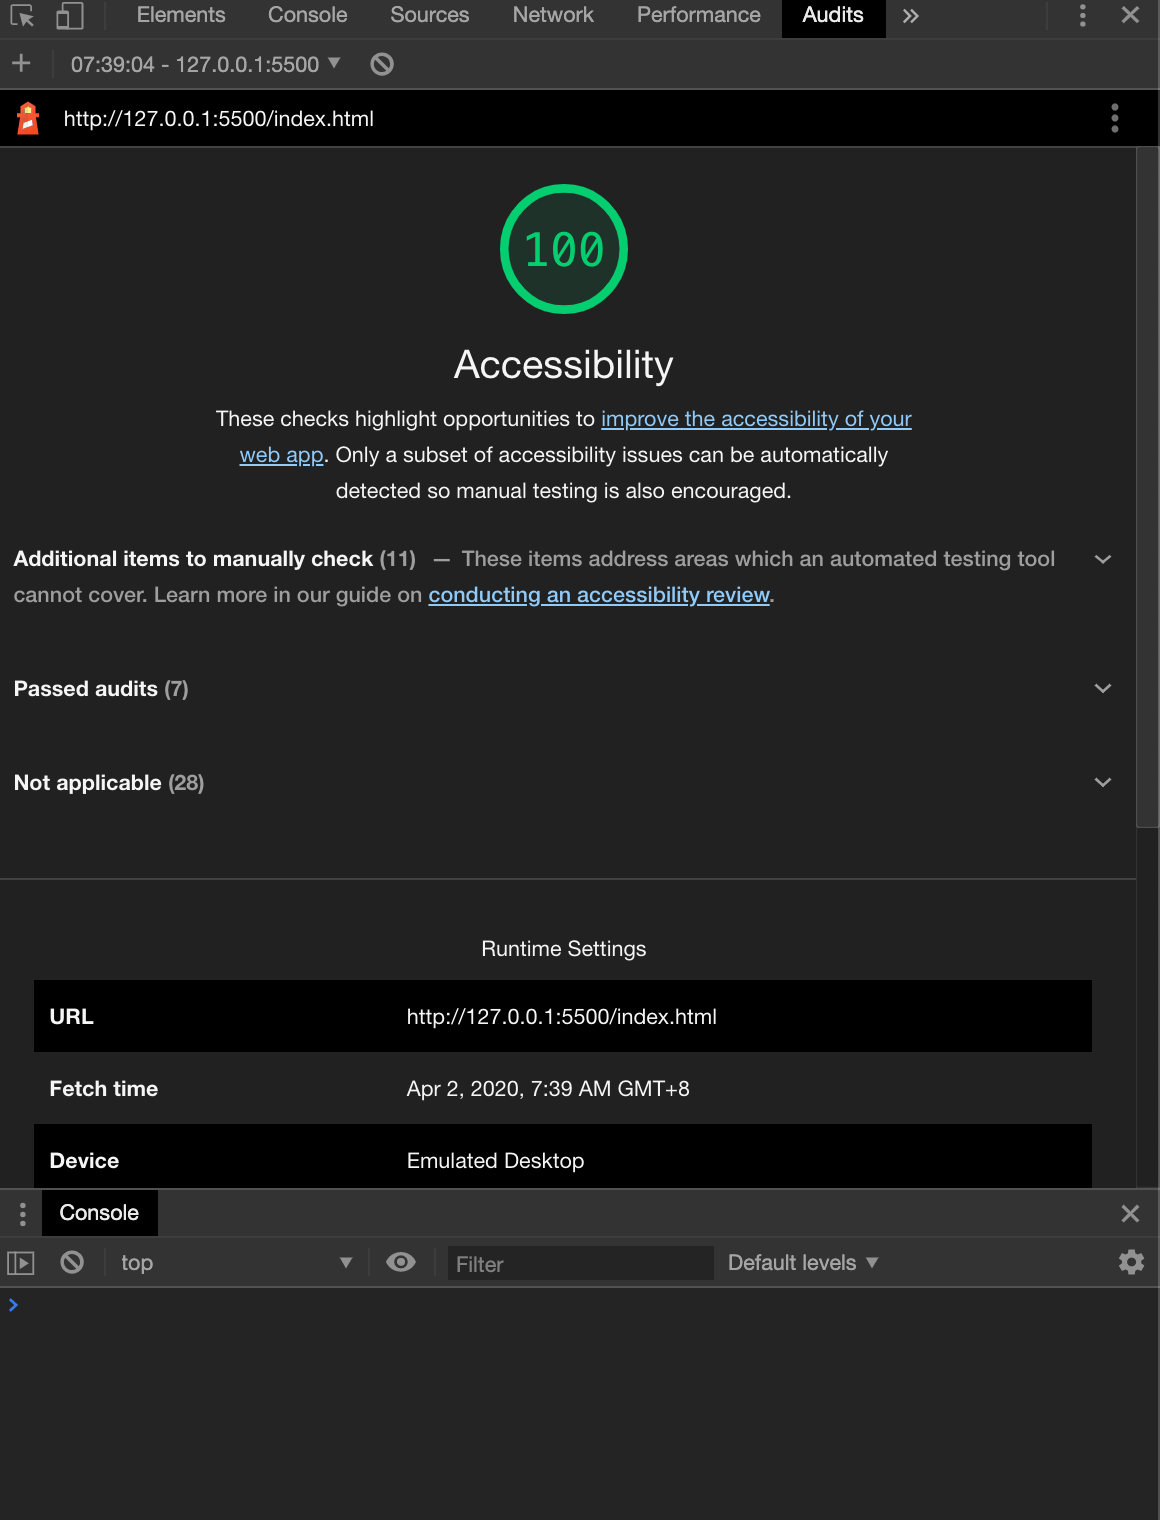 Elements Console Sources Network Performance Audits
07:39:04 - 127.0.0.1:5500
http://127.0.0.1:5500/index.html
100
Accessibility
These checks highlight opportunities to improve the accessibility of your
web app. Only a subset of accessibility issues can be automatically
detected so manual testing is also encouraged.
Additional items to manually check (11) — These items address areas which an automated testing tool
cannot cover. Learn more in our guide on conducting an accessibility review.
Passed audits (7)
Not applicable (28)
Runtime Settings
URL http://127.0.0.1:5500/index.html
Fetch time Apr 2, 2020, 7:39 AM GMT+8
Device Emulated Desktop
Console
top Filter Default levels